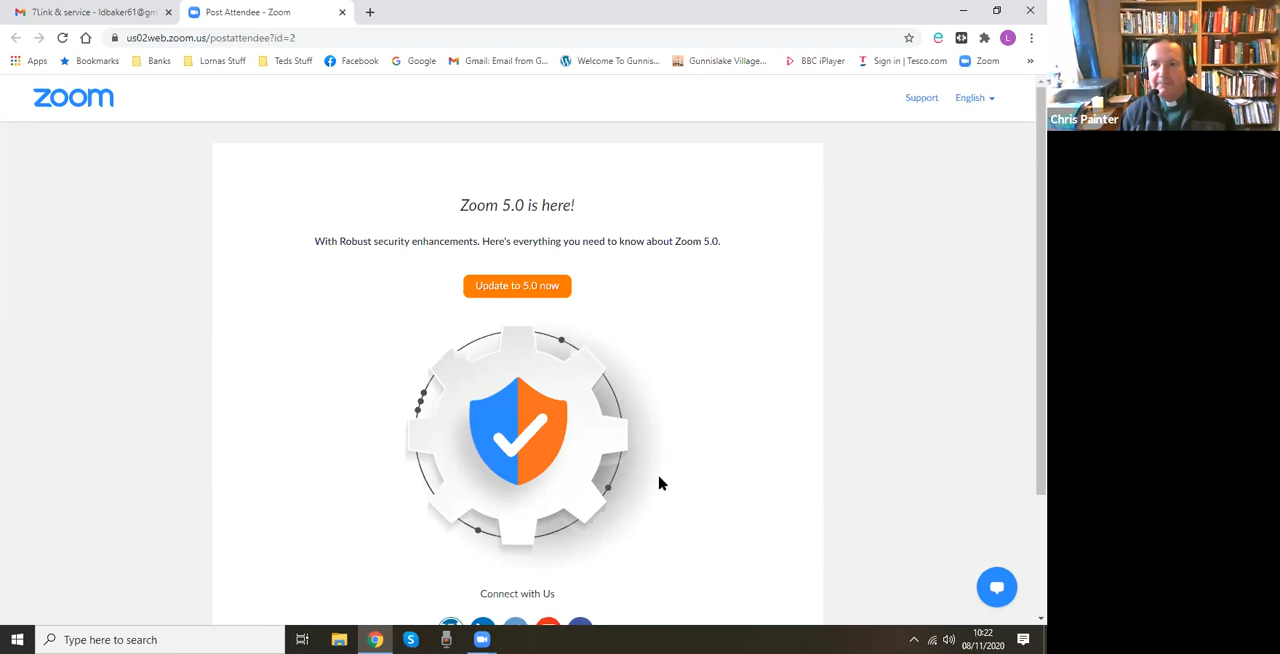 7Link & service - ldbaker61@gm
Post Attendee - Zoom
us02web.zoom.us/postattendee?id=2
L
Apps
Bookmarks
Banks
Lornas Stuff
Teds Stuff
Facebook
Google
Gmail: Email from G...
Welcome To Gunnis...
Gunnislake Village...
BBC iPlayer
Sign in | Tesco.com
Zoom
»
zoom
Support
English
Chris Painter
Zoom 5.0 is here!
With Robust security enhancements. Here's everything you need to know about Zoom 5.0.
Update to 5.0 now
Connect with Us
Type here to search
10:22
08/11/2020